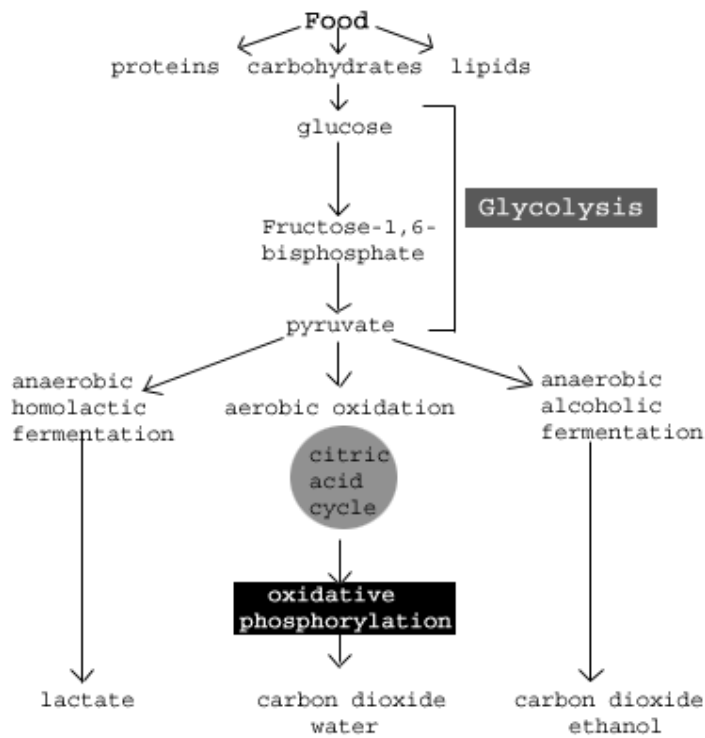 Food
proteins carbohydrates lipids
glucose
Glycolysis
Fructose-1,6-
bisphosphate
pyruvate
anaerobic
homolactic
fermentation
aerobic oxidation
anaerobic
alcoholic
fermentation
citric
acid
cycle
oxidative
phosphorylation
lactate
carbon dioxide
water
carbon dioxide
ethanol